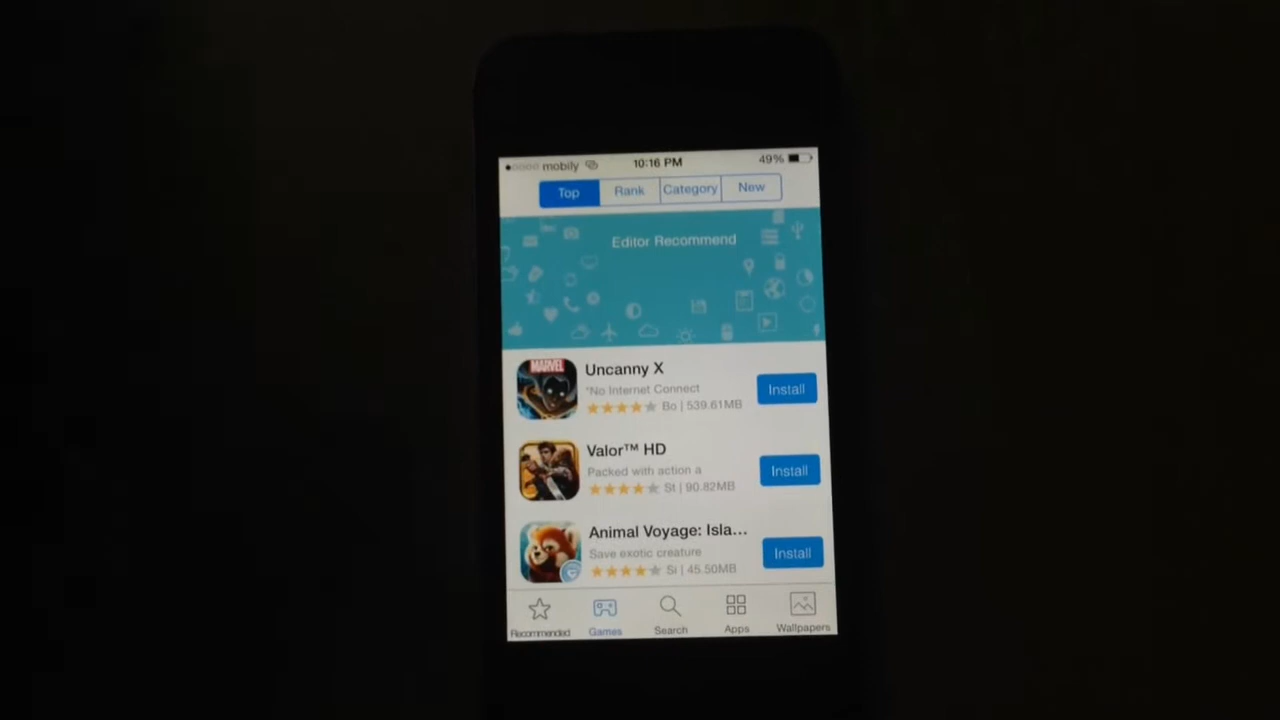 mobily 10:16 PM 49%
Top Rank Category New
Editor Recommend
MARVEL
Uncanny X
"No Internet Connect
Bo | 539.61MB
Install
Valor™ HD
Packed with action a
St | 90.82MB
Install
Animal Voyage: Isla...
Save exotic creature
Si | 45.50MB
Install
Recommended Games Search Apps Wallpapers